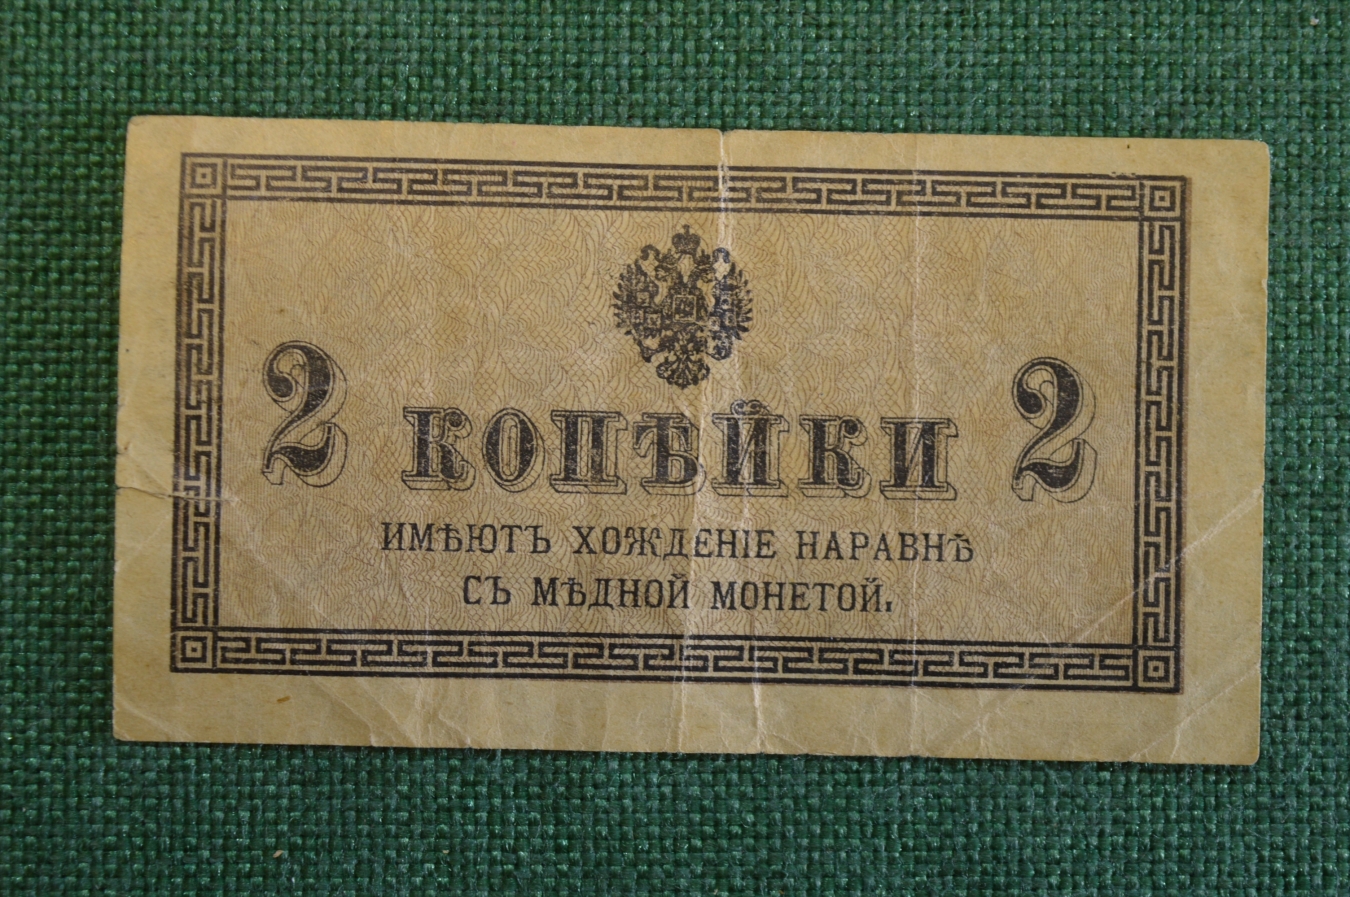 2 КОПѢЙКИ 2
ИМѢЮТЪ ХОЖДЕНІЕ НАРАВНѢ
СЪ МѢДНОЙ МОНЕТОЙ.